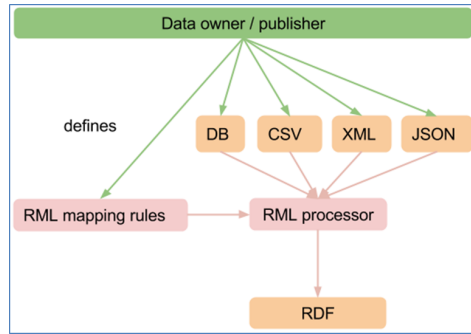 Data owner / publisher
defines
DB
CSV
XML
JSON
RML mapping rules
RML processor
RDF